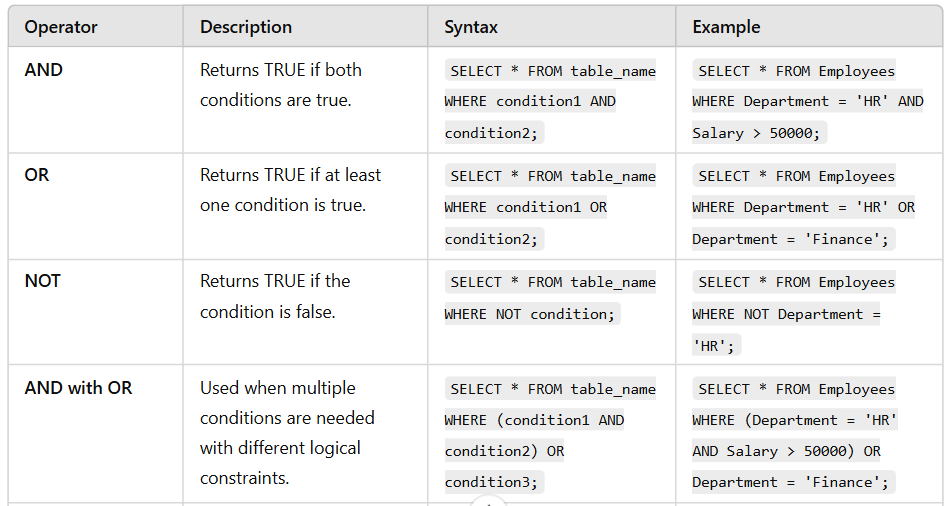 Operator Description Syntax Example
AND
Returns TRUE if both
conditions are true.
SELECT * FROM table_name
WHERE condition1 AND
condition2;
SELECT * FROM Employees
WHERE Department = 'HR' AND
Salary > 50000;
OR
Returns TRUE if at least
one condition is true.
SELECT * FROM table_name
WHERE condition1 OR
condition2;
SELECT * FROM Employees
WHERE Department = 'HR' OR
Department = 'Finance';
NOT
Returns TRUE if the
condition is false.
SELECT * FROM table_name
WHERE NOT condition;
SELECT * FROM Employees
WHERE NOT Department =
'HR';
AND with OR
Used when multiple
conditions are needed
with different logical
constraints.
SELECT * FROM table_name
WHERE (condition1 AND
condition2) OR
condition3;
SELECT * FROM Employees
WHERE (Department = 'HR'
AND Salary > 50000) OR
Department = 'Finance';